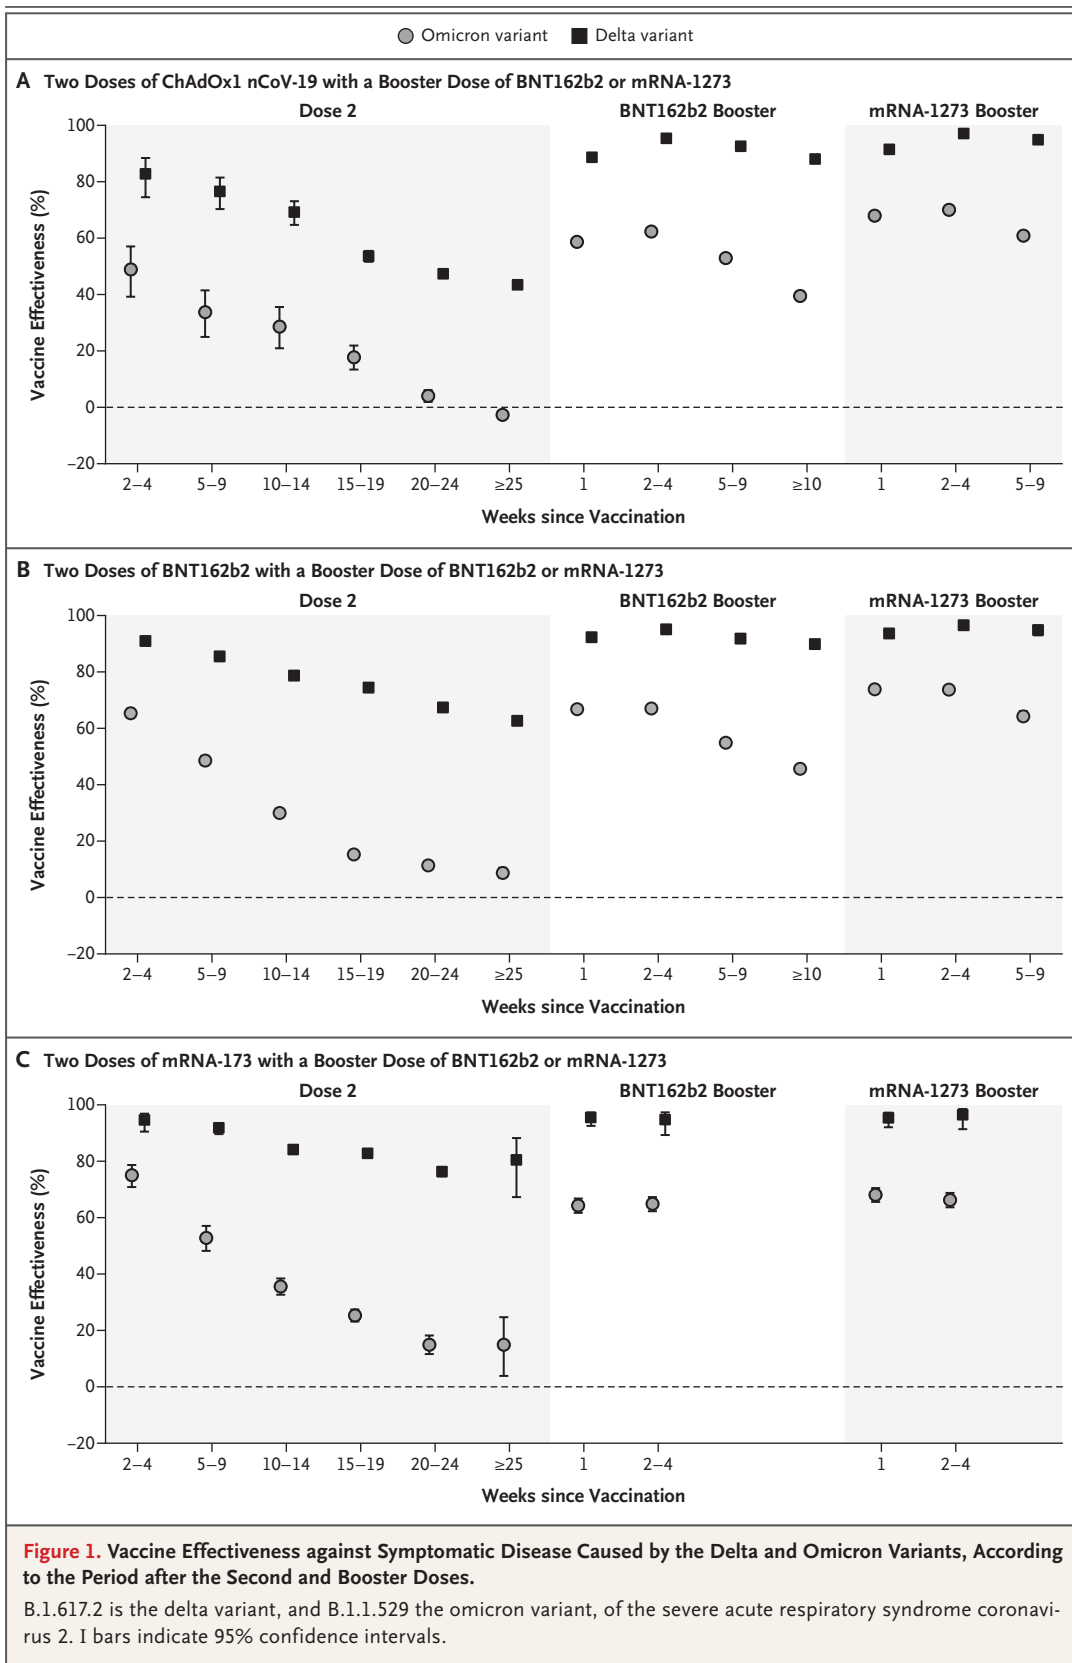 Omicron variant Delta variant
A Two Doses of ChAdOx1 nCoV-19 with a Booster Dose of BNT162b2 or mRNA-1273
Dose 2 BNT162b2 Booster mRNA-1273 Booster
Vaccine Effectiveness (%)
100
80
60
40
20
0
–20
2–4 5–9 10–14 15–19 20–24 ≥25 1 2–4 5–9 ≥10 1 2–4 5–9
Weeks since Vaccination
B Two Doses of BNT162b2 with a Booster Dose of BNT162b2 or mRNA-1273
Dose 2 BNT162b2 Booster mRNA-1273 Booster
Vaccine Effectiveness (%)
100
80
60
40
20
0
–20
2–4 5–9 10–14 15–19 20–24 ≥25 1 2–4 5–9 ≥10 1 2–4 5–9
Weeks since Vaccination
C Two Doses of mRNA-173 with a Booster Dose of BNT162b2 or mRNA-1273
Dose 2 BNT162b2 Booster mRNA-1273 Booster
Vaccine Effectiveness (%)
100
80
60
40
20
0
–20
2–4 5–9 10–14 15–19 20–24 ≥25 1 2–4 1 2–4
Weeks since Vaccination
Figure 1. Vaccine Effectiveness against Symptomatic Disease Caused by the Delta and Omicron Variants, According
to the Period after the Second and Booster Doses.
B.1.617.2 is the delta variant, and B.1.1.529 the omicron variant, of the severe acute respiratory syndrome coronavi-
rus 2. I bars indicate 95% confidence intervals.